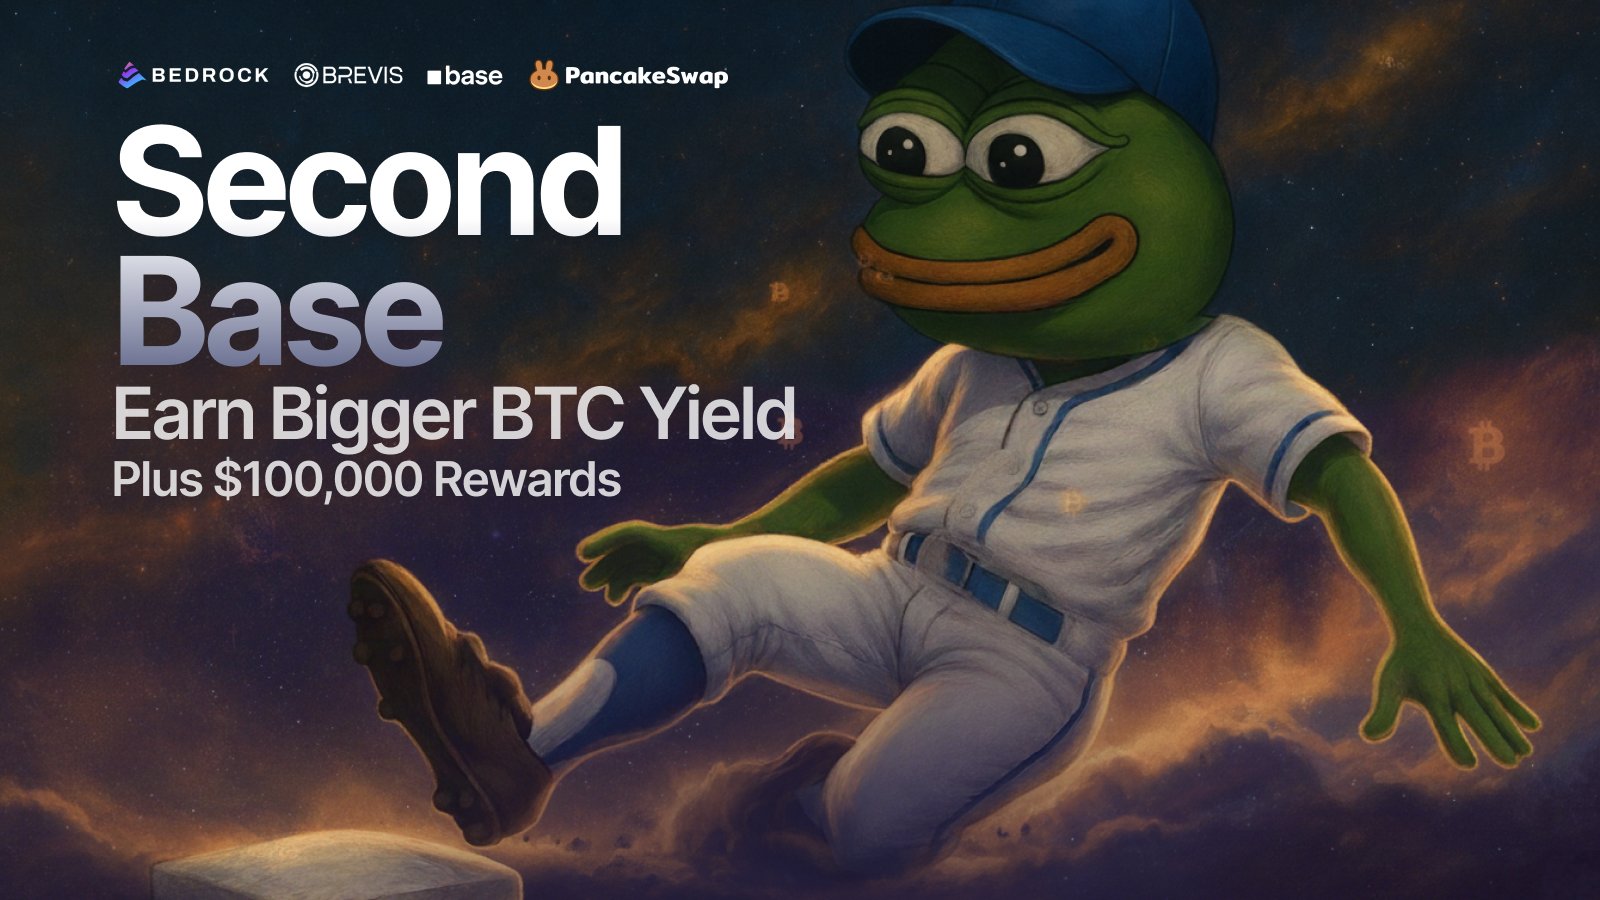 BEDROCK BREVIS base PancakeSwap
Second
Base
Earn Bigger BTC Yield
Plus $100,000 Rewards